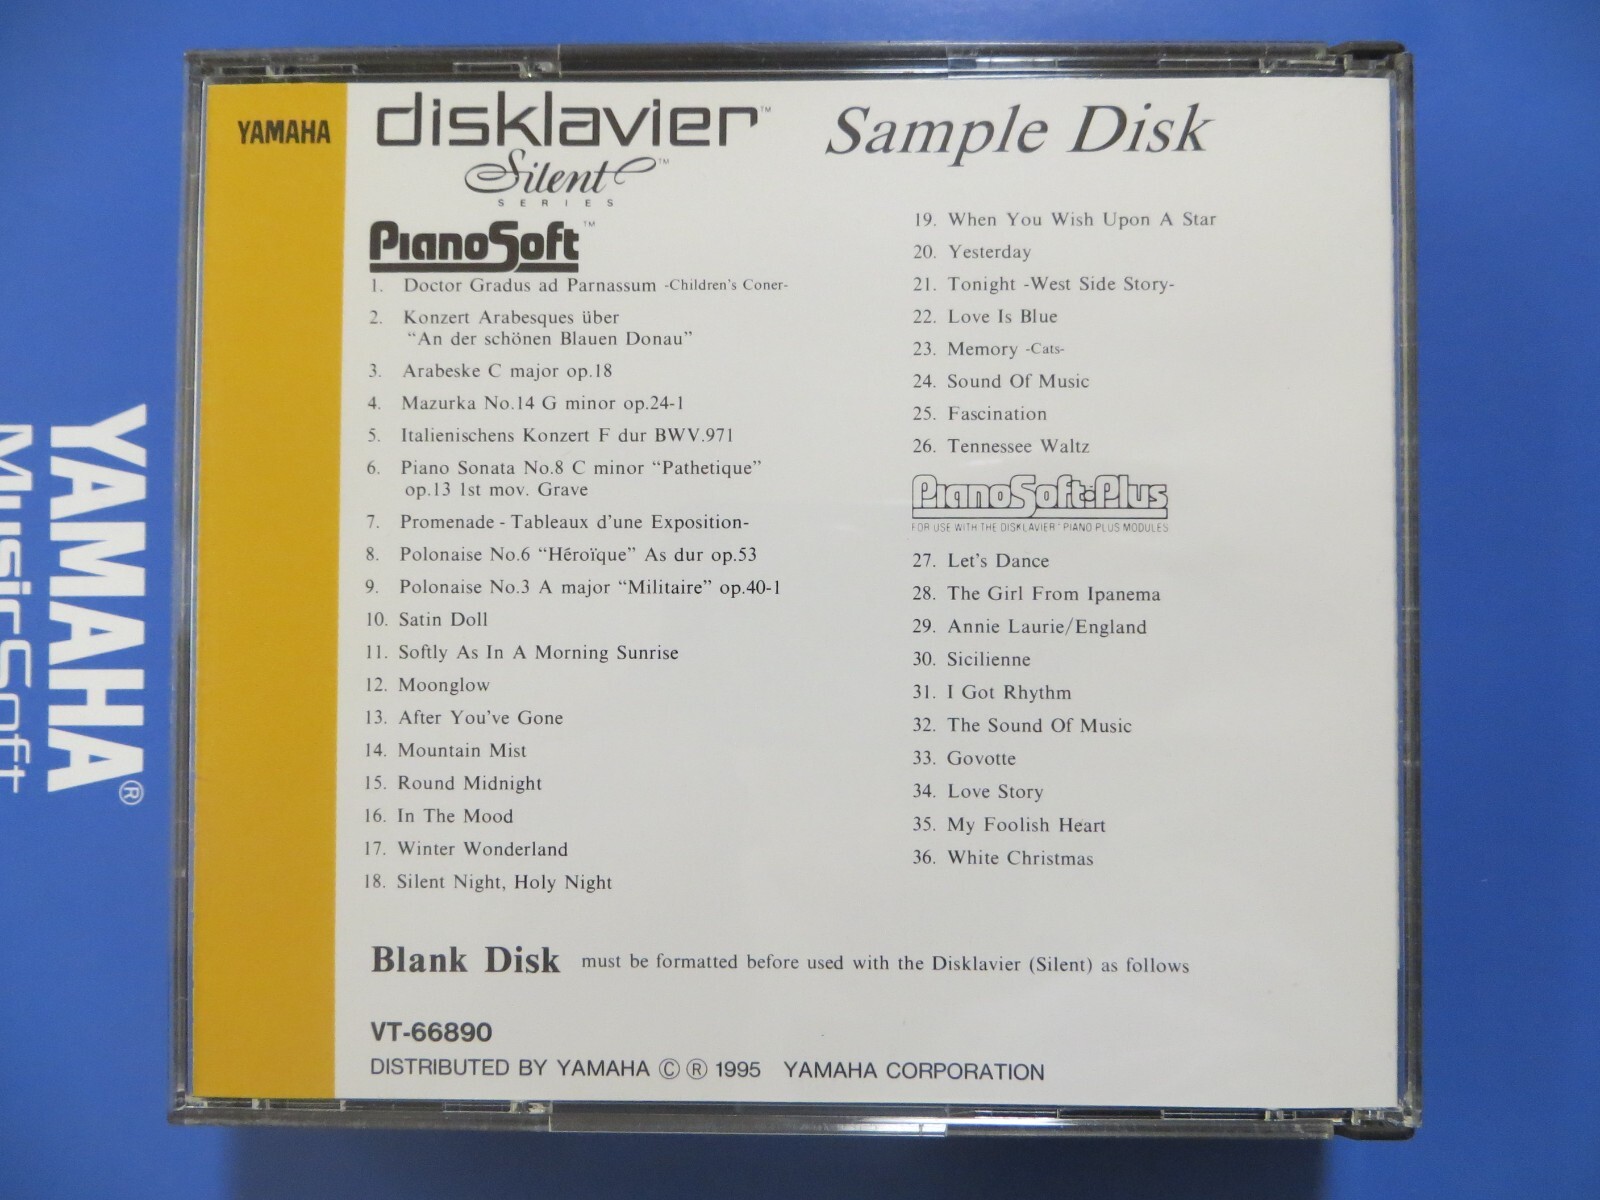 YAMAHA
disklavier™
Silent™
SERIES
PianoSoft™
1. Doctor Gradus ad Parnassum -Children's Coner-
2. Konzert Arabesques über
"An der schönen Blauen Donau"
3. Arabeske C major op.18
4. Mazurka No.14 G minor op.24-1
5. Italienischens Konzert F dur BWV.971
6. Piano Sonata No.8 C minor "Pathetique"
op.13 1st mov. Grave
7. Promenade - Tableaux d'une Exposition-
8. Polonaise No.6 "Héroïque" As dur op.53
9. Polonaise No.3 A major "Militaire" op.40-1
10. Satin Doll
11. Softly As In A Morning Sunrise
12. Moonglow
13. After You've Gone
14. Mountain Mist
15. Round Midnight
16. In The Mood
17. Winter Wonderland
18. Silent Night, Holy Night
Sample Disk
19. When You Wish Upon A Star
20. Yesterday
21. Tonight -West Side Story-
22. Love Is Blue
23. Memory -Cats-
24. Sound Of Music
25. Fascination
26. Tennessee Waltz
PianoSoft·Plus
FOR USE WITH THE DISKLAVIER™ PIANO PLUS MODULES
27. Let's Dance
28. The Girl From Ipanema
29. Annie Laurie/England
30. Sicilienne
31. I Got Rhythm
32. The Sound Of Music
33. Govotte
34. Love Story
35. My Foolish Heart
36. White Christmas
Blank Disk must be formatted before used with the Disklavier (Silent) as follows
VT-66890
DISTRIBUTED BY YAMAHA Ⓒ Ⓡ 1995 YAMAHA CORPORATION
YAMAHA®
MusicSoft